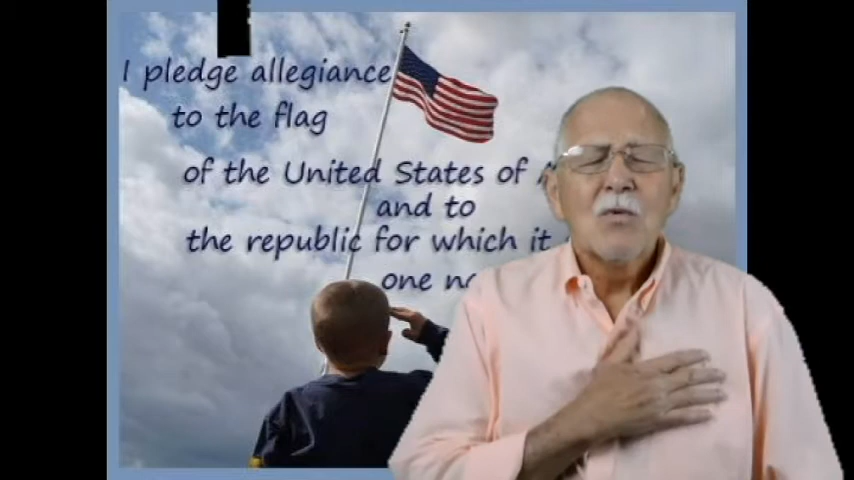 I pledge allegiance
to the flag
of the United States of
and to
the republic for which it
one